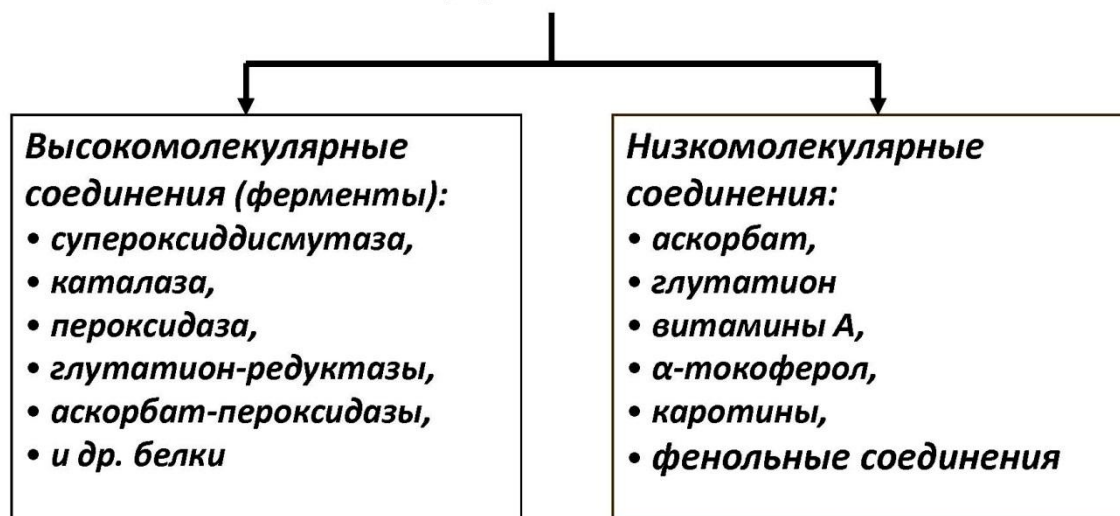 Высокомолекулярные
соединения (ферменты):
• супероксиддисмутаза,
• каталаза,
• пероксидаза,
• глутатион-редуктазы,
• аскорбат-пероксидазы,
• и др. белки
Низкомолекулярные
соединения:
• аскорбат,
• глутатион
• витамины А,
• α-токоферол,
• каротины,
• фенольные соединения